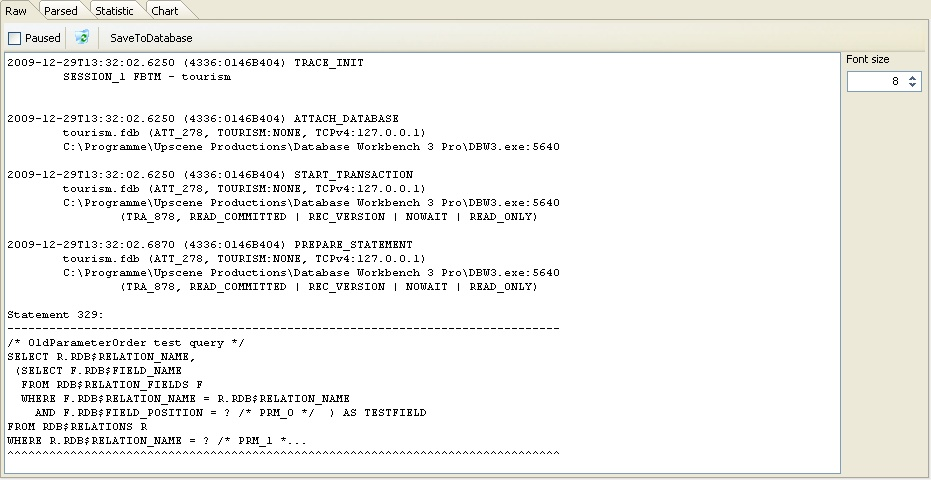 Raw Parsed Statistic Chart
Paused SaveToDatabase
Font size
8
2009-12-29T13:32:02.6250 (4336:0146B404) TRACE_INIT
SESSION_1 FBTM - tourism
2009-12-29T13:32:02.6250 (4336:0146B404) ATTACH_DATABASE
tourism.fdb (ATT_278, TOURISM:NONE, TCPv4:127.0.0.1)
C:\Programme\Upscene Productions\Database Workbench 3 Pro\DBW3.exe:5640
2009-12-29T13:32:02.6250 (4336:0146B404) START_TRANSACTION
tourism.fdb (ATT_278, TOURISM:NONE, TCPv4:127.0.0.1)
C:\Programme\Upscene Productions\Database Workbench 3 Pro\DBW3.exe:5640
(TRA_878, READ_COMMITTED | REC_VERSION | NOWAIT | READ_ONLY)
2009-12-29T13:32:02.6870 (4336:0146B404) PREPARE_STATEMENT
tourism.fdb (ATT_278, TOURISM:NONE, TCPv4:127.0.0.1)
C:\Programme\Upscene Productions\Database Workbench 3 Pro\DBW3.exe:5640
(TRA_878, READ_COMMITTED | REC_VERSION | NOWAIT | READ_ONLY)
Statement 329:
-------------------------------------------------------------------------------
/* OldParameterOrder test query */
SELECT R.RDB$RELATION_NAME,
(SELECT F.RDB$FIELD_NAME
FROM RDB$RELATION_FIELDS F
WHERE F.RDB$RELATION_NAME = R.RDB$RELATION_NAME
AND F.RDB$FIELD_POSITION = ? /* PRM_0 */ ) AS TESTFIELD
FROM RDB$RELATIONS R
WHERE R.RDB$RELATION_NAME = ? /* PRM_1 *...
^^^^^^^^^^^^^^^^^^^^^^^^^^^^^^^^^^^^^^^^^^^^^^^^^^^^^^^^^^^^^^^^^^^^^^^^^^^^^^^